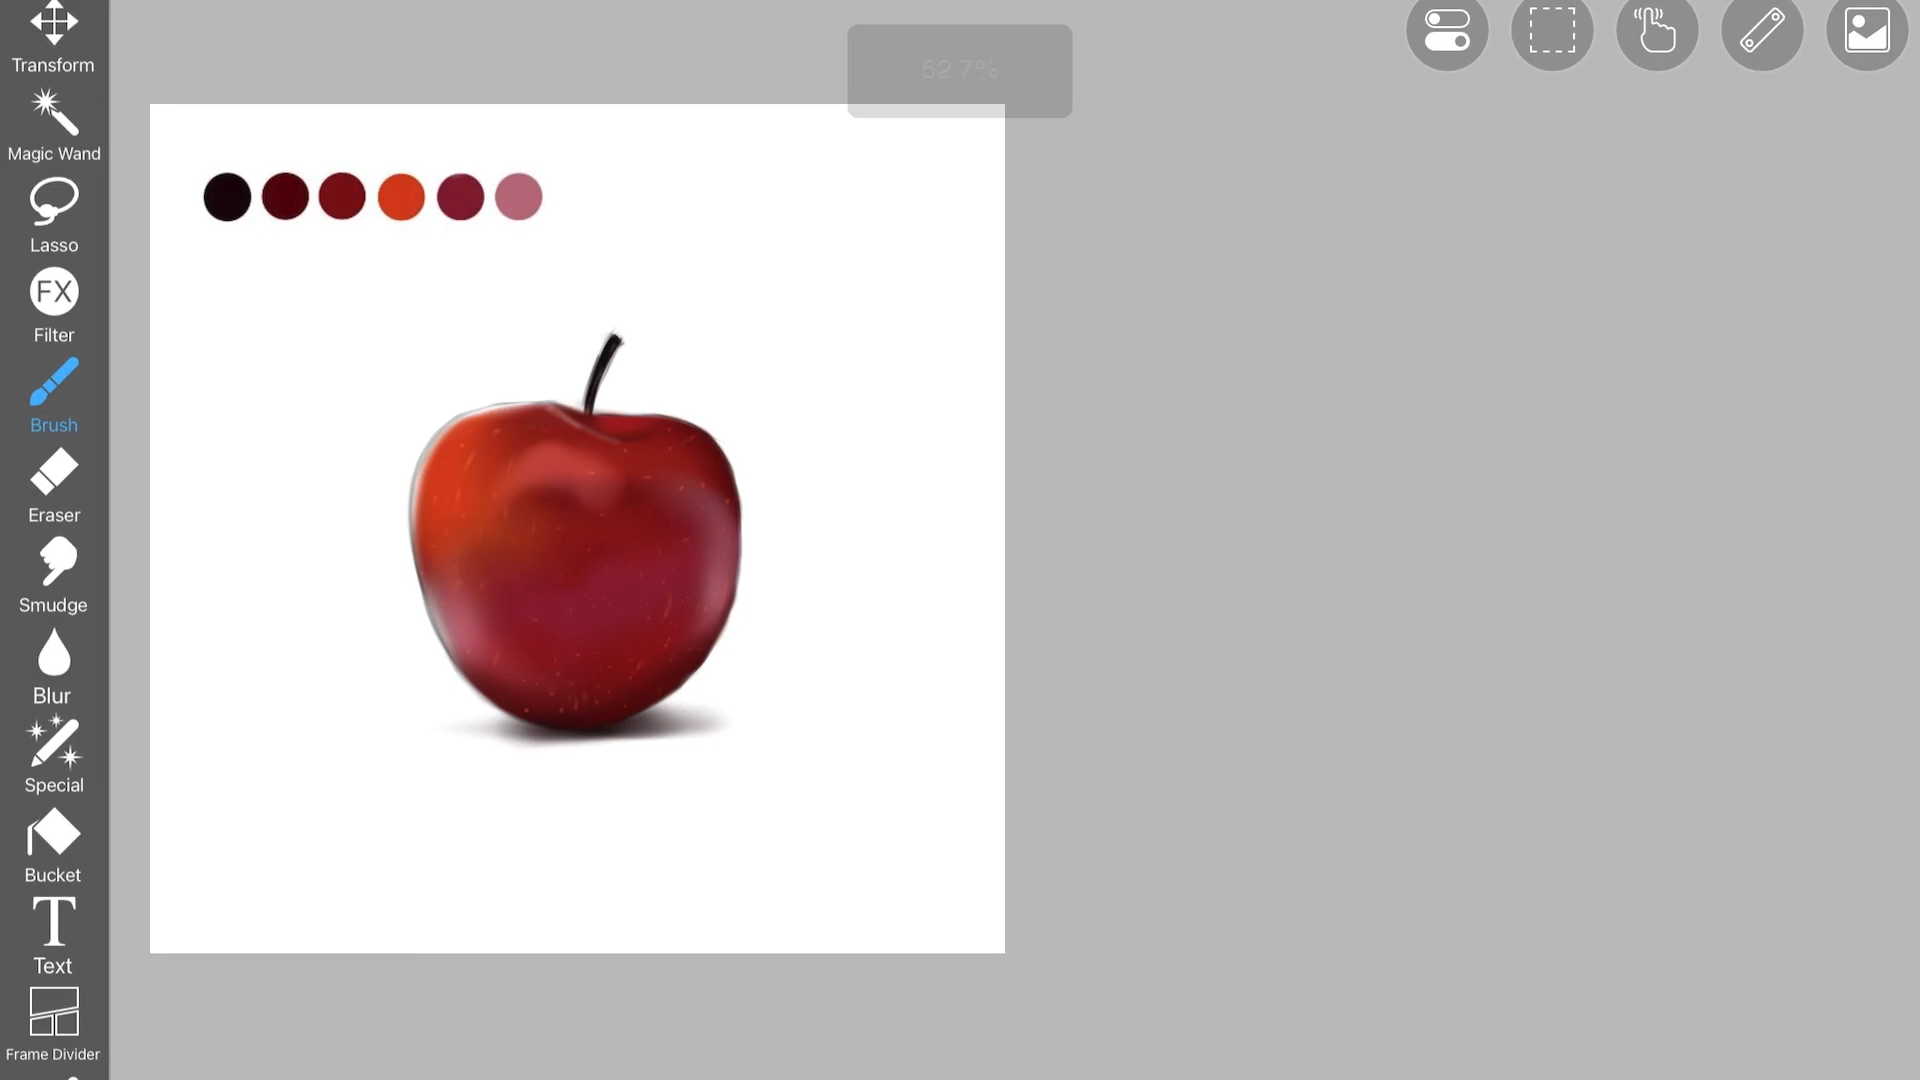 52.7%
Transform
Magic Wand
Lasso
FX
Filter
Brush
Eraser
Smudge
Blur
Special
Bucket
T
Text
Frame Divider